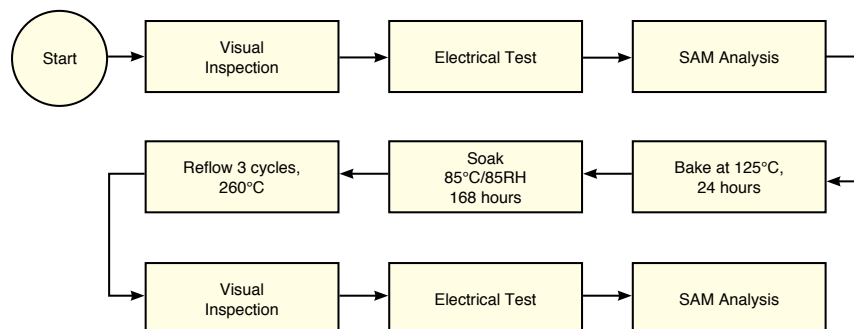 Start
Visual
Inspection
Electrical Test
SAM Analysis
Bake at 125°C,
24 hours
Soak
85°C/85RH
168 hours
Reflow 3 cycles,
260°C
Visual
Inspection
Electrical Test
SAM Analysis